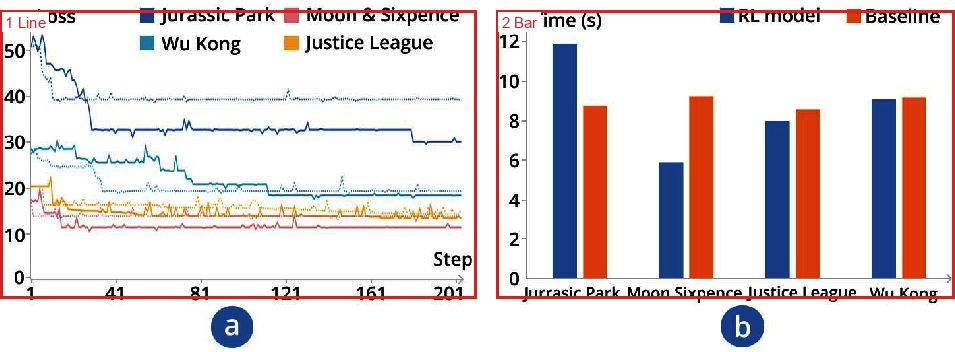 1 Line
oss
Jurassic Park
Moon & Sixpence
Wu Kong
Justice League
50
40
30
20
10
0
Step
1 41 81 121 161 201
a
2 Bar
ime (s)
RL model
Baseline
12
10
8
6
4
2
0
Jurrasic Park Moon Sixpence Justice League Wu Kong
b